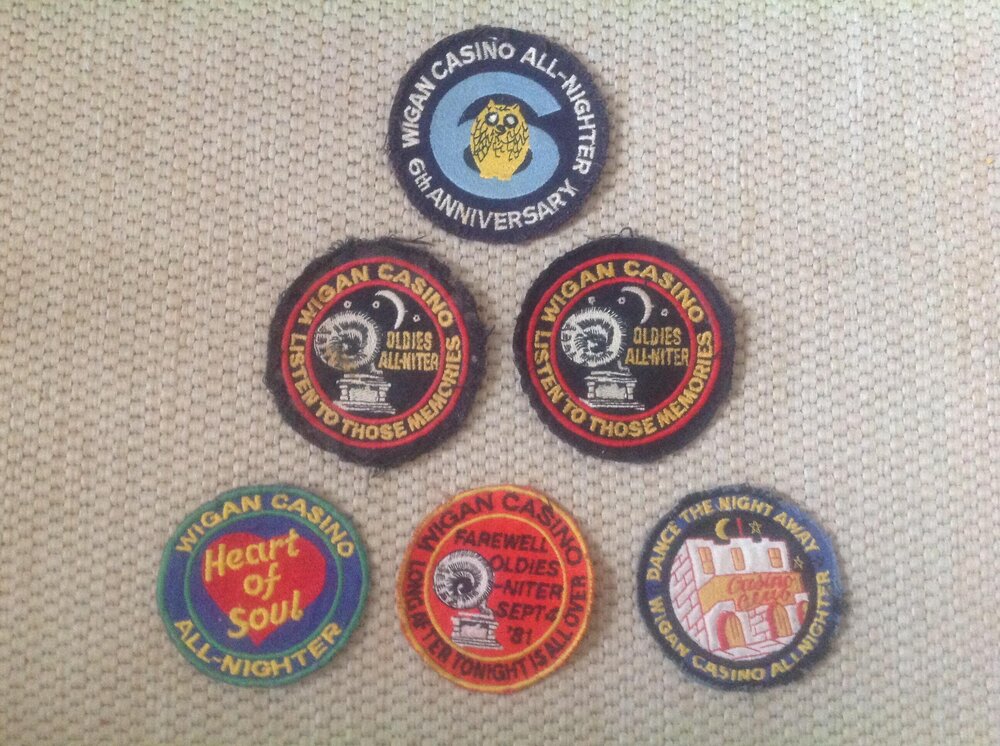 WIGAN CASINO ALL-NIGHTER
6th ANNIVERSARY
WIGAN CASINO
OLDIES
ALL-NITER
LISTEN TO THOSE MEMORIES
WIGAN CASINO
OLDIES
ALL-NITER
LISTEN TO THOSE MEMORIES
WIGAN CASINO
Heart
of
Soul
ALL-NIGHTER
WIGAN CASINO
FAREWELL
OLDIES
-NITER
SEPT 4
'81
LONG AFTER TONIGHT IS ALL OVER
DANCE THE NIGHT AWAY
Casino
CLUB
WIGAN CASINO ALLNIGHTER